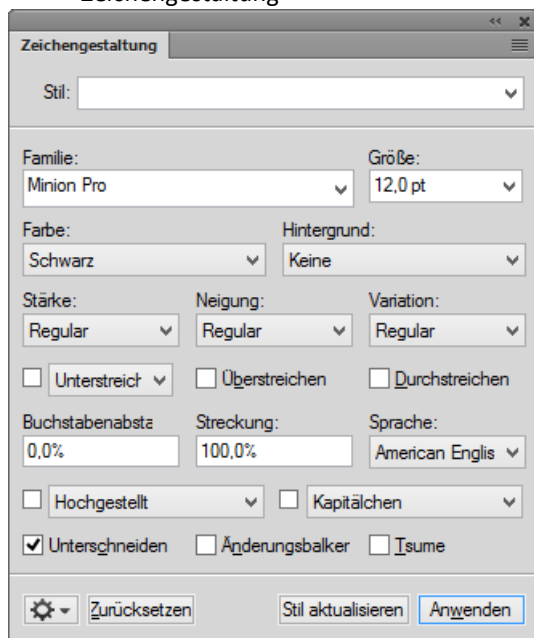 Zeichengestaltung
Zeichengestaltung
Stil:
Familie: Größe:
Minion Pro 12,0 pt
Farbe: Hintergrund:
Schwarz Keine
Stärke: Neigung: Variation:
Regular Regular Regular
Unterstreich Überstreichen Durchstreichen
Buchstabenabsta Streckung: Sprache:
0,0% 100,0% American Englis
Hochgestellt Kapitälchen
Unterschneiden Änderungsbalker Tsume
Zurücksetzen Stil aktualisieren Anwenden